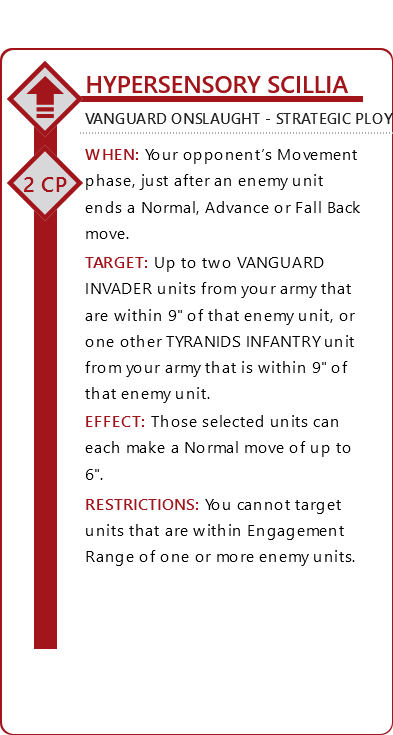 HYPERSENSORY SCILLIA
VANGUARD ONSLAUGHT - STRATEGIC PLOY
2 CP
WHEN: Your opponent's Movement
phase, just after an enemy unit
ends a Normal, Advance or Fall Back
move.
TARGET: Up to two VANGUARD
INVADER units from your army that
are within 9" of that enemy unit, or
one other TYRANIDS INFANTRY unit
from your army that is within 9" of
that enemy unit.
EFFECT: Those selected units can
each make a Normal move of up to
6".
RESTRICTIONS: You cannot target
units that are within Engagement
Range of one or more enemy units.